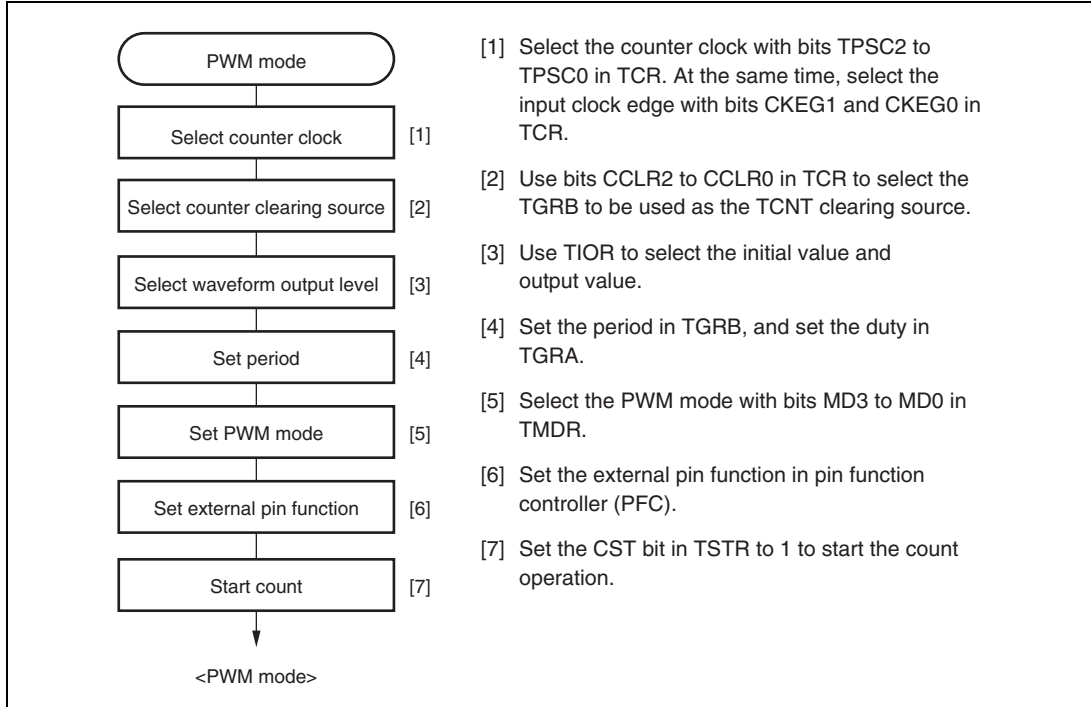 PWM mode
Select counter clock [1]
Select counter clearing source [2]
Select waveform output level [3]
Set period [4]
Set PWM mode [5]
Set external pin function [6]
Start count [7]
<PWM mode>
[1] Select the counter clock with bits TPSC2 to
TPSC0 in TCR. At the same time, select the
input clock edge with bits CKEG1 and CKEG0 in
TCR.
[2] Use bits CCLR2 to CCLR0 in TCR to select the
TGRB to be used as the TCNT clearing source.
[3] Use TIOR to select the initial value and
output value.
[4] Set the period in TGRB, and set the duty in
TGRA.
[5] Select the PWM mode with bits MD3 to MD0 in
TMDR.
[6] Set the external pin function in pin function
controller (PFC).
[7] Set the CST bit in TSTR to 1 to start the count
operation.